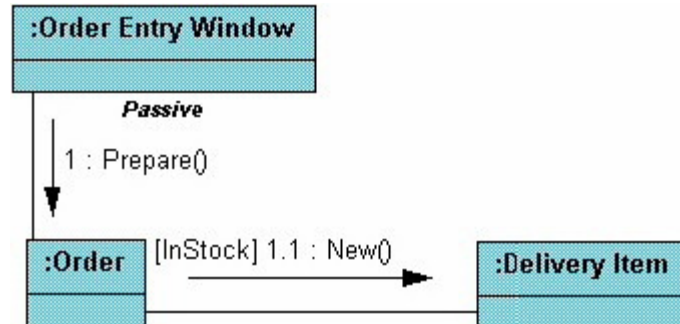 :Order Entry Window
Passive
1 : Prepare()
[InStock] 1.1 : New()
:Order
:Delivery Item